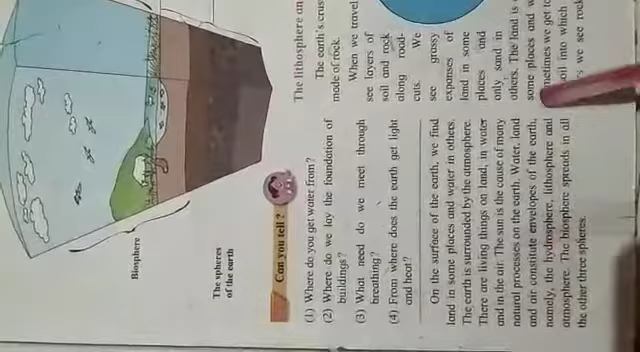 Biosphere
The spheres
of the earth
Can you tell ?
(1) Where do you get water from?
(2) Where do we lay the foundation of
buildings?
(3) What need do we meet through
breathing?
(4) From where does the earth get light
and heat?
On the surface of the earth, we find
land in some places and water in others.
The earth is surrounded by the atmosphere.
There are living things on land, in water
and in the air. The sun is the cause of many
natural processes on the earth. Water, land
and air constitute envelopes of the earth,
namely, the hydrosphere, lithosphere and
atmosphere. The biosphere spreads in all
the other three spheres.
The lithosphere an
The earth's crus
made of rock.
When we travel
see layers of
soil and rock
along road-
cuts. We
see grassy
expanses of
land in some
places and
only sand in
others. The land is
some places and
metimes we get to
oil into which
we see rock